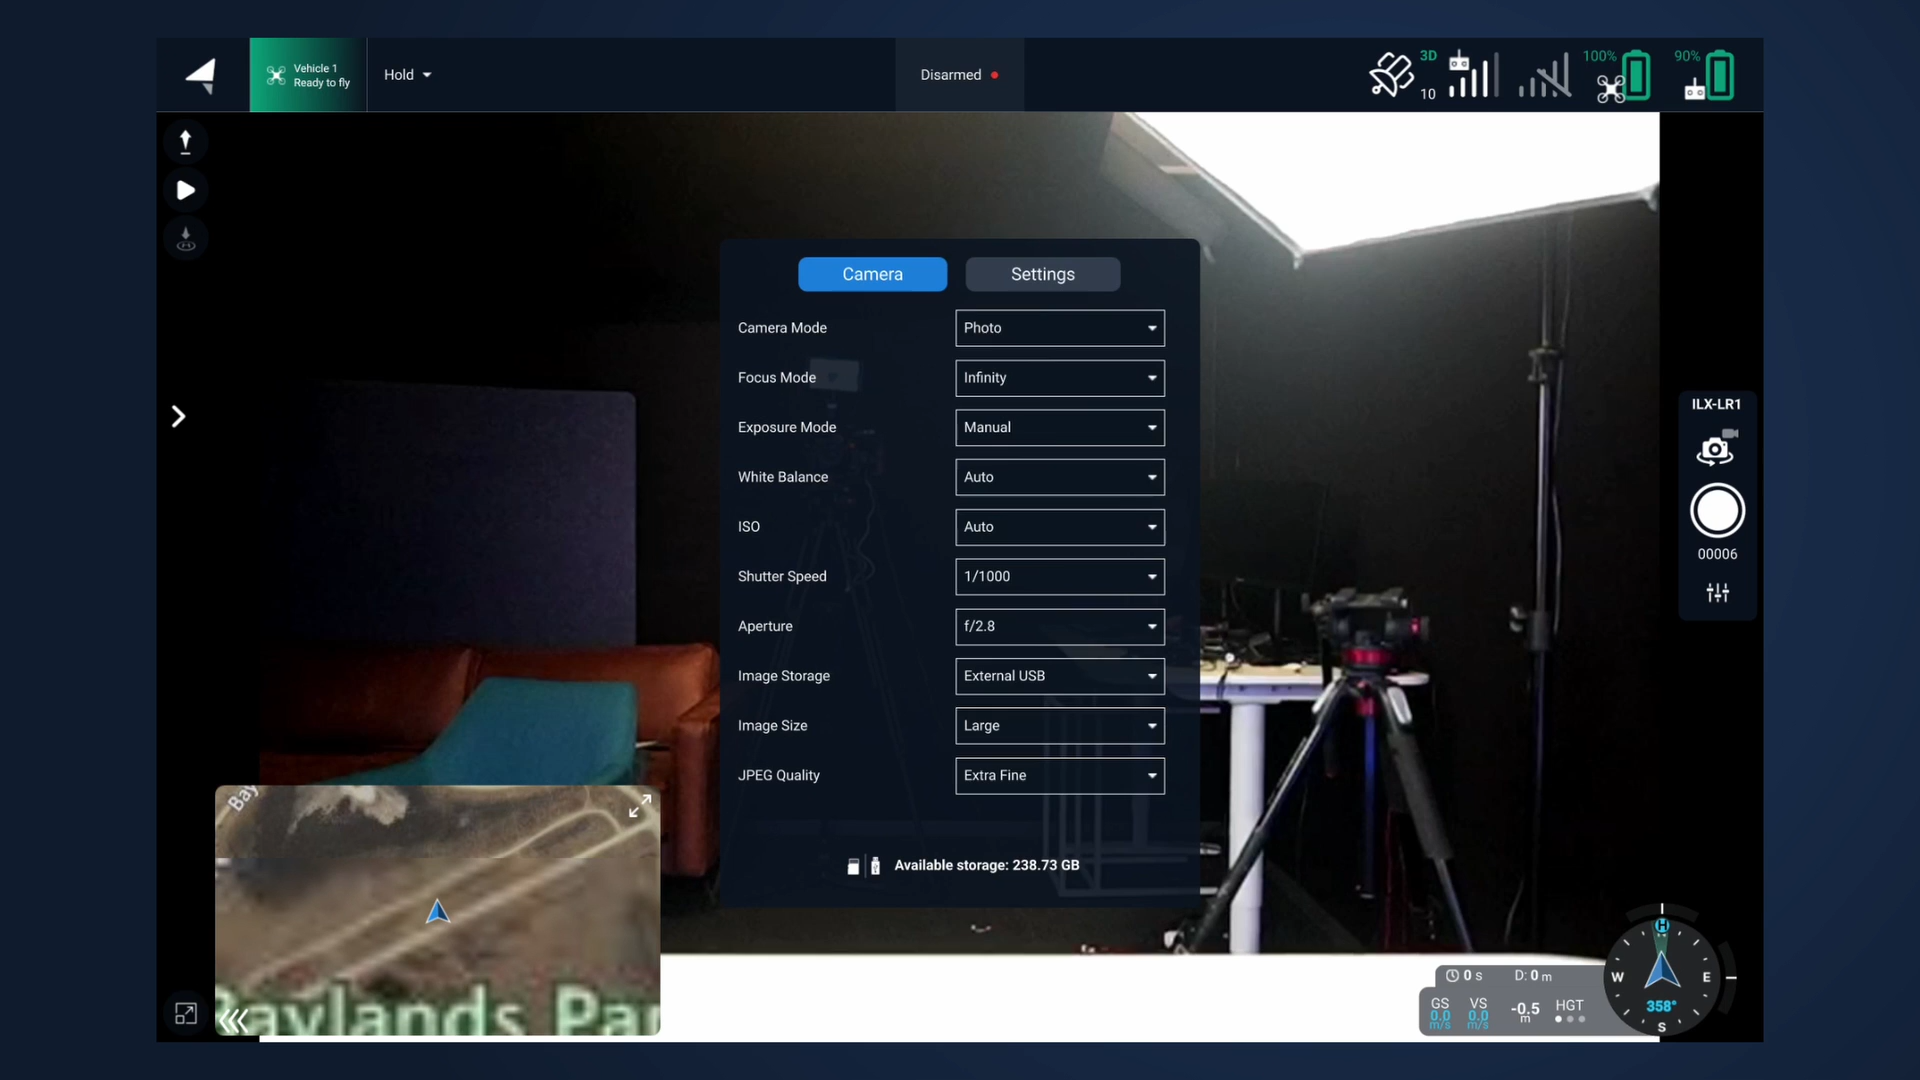 Vehicle 1
Ready to fly
Hold
Disarmed
3D
10
100%
90%
Camera
Settings
Camera Mode
Photo
Focus Mode
Infinity
Exposure Mode
Manual
White Balance
Auto
ISO
Auto
Shutter Speed
1/1000
Aperture
f/2.8
Image Storage
External USB
Image Size
Large
JPEG Quality
Extra Fine
Available storage: 238.73 GB
ILX-LR1
00006
Bay
Baylands Par
0 s
D: 0 m
GS
0.0
m/s
VS
0.0
m/s
-0.5
m
HGT
H
N
W
E
358°
S